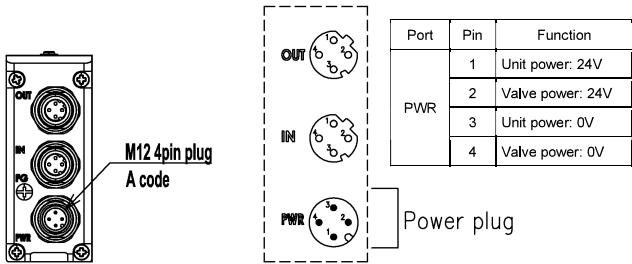 OUT
IN
FG
PWR
M12 4pin plug
A code
OUT
1
2
3
4
IN
1
2
3
4
PWR
3
4
2
1
Power plug
Port Pin Function
PWR
1 Unit power: 24V
2 Valve power: 24V
3 Unit power: 0V
4 Valve power: 0V